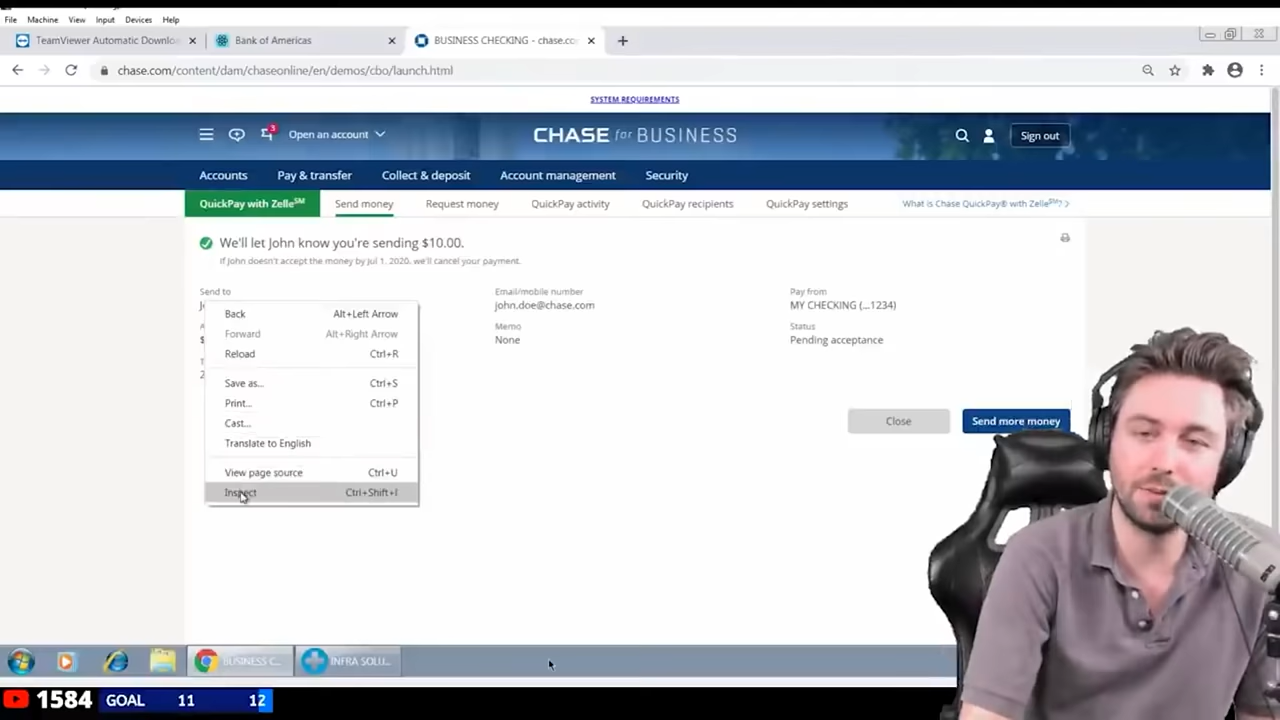 File Machine View Input Devices Help
TeamViewer Automatic Downlo
Bank of Americas
BUSINESS CHECKING - chase.co
chase.com/content/dam/chaseonline/en/demos/cbo/launch.html
SYSTEM REQUIREMENTS
3
Open an account
CHASE for BUSINESS
Sign out
Accounts Pay & transfer Collect & deposit Account management Security
QuickPay with Zelle℠ Send money Request money QuickPay activity QuickPay recipients QuickPay settings What is Chase QuickPay® with Zelle℠?
We'll let John know you're sending $10.00.
If John doesn't accept the money by Jul 1, 2020, we'll cancel your payment.
Send to Email/mobile number Pay from
john.doe@chase.com MY CHECKING (...1234)
Memo Status
$ None Pending acceptance
2
Back Alt+Left Arrow
Forward Alt+Right Arrow
Reload Ctrl+R
Save as... Ctrl+S
Print... Ctrl+P
Cast...
Translate to English
View page source Ctrl+U
Inspect Ctrl+Shift+I
Close Send more money
BUSINESS C...
INFRA SOLU...
1584 GOAL 11 12